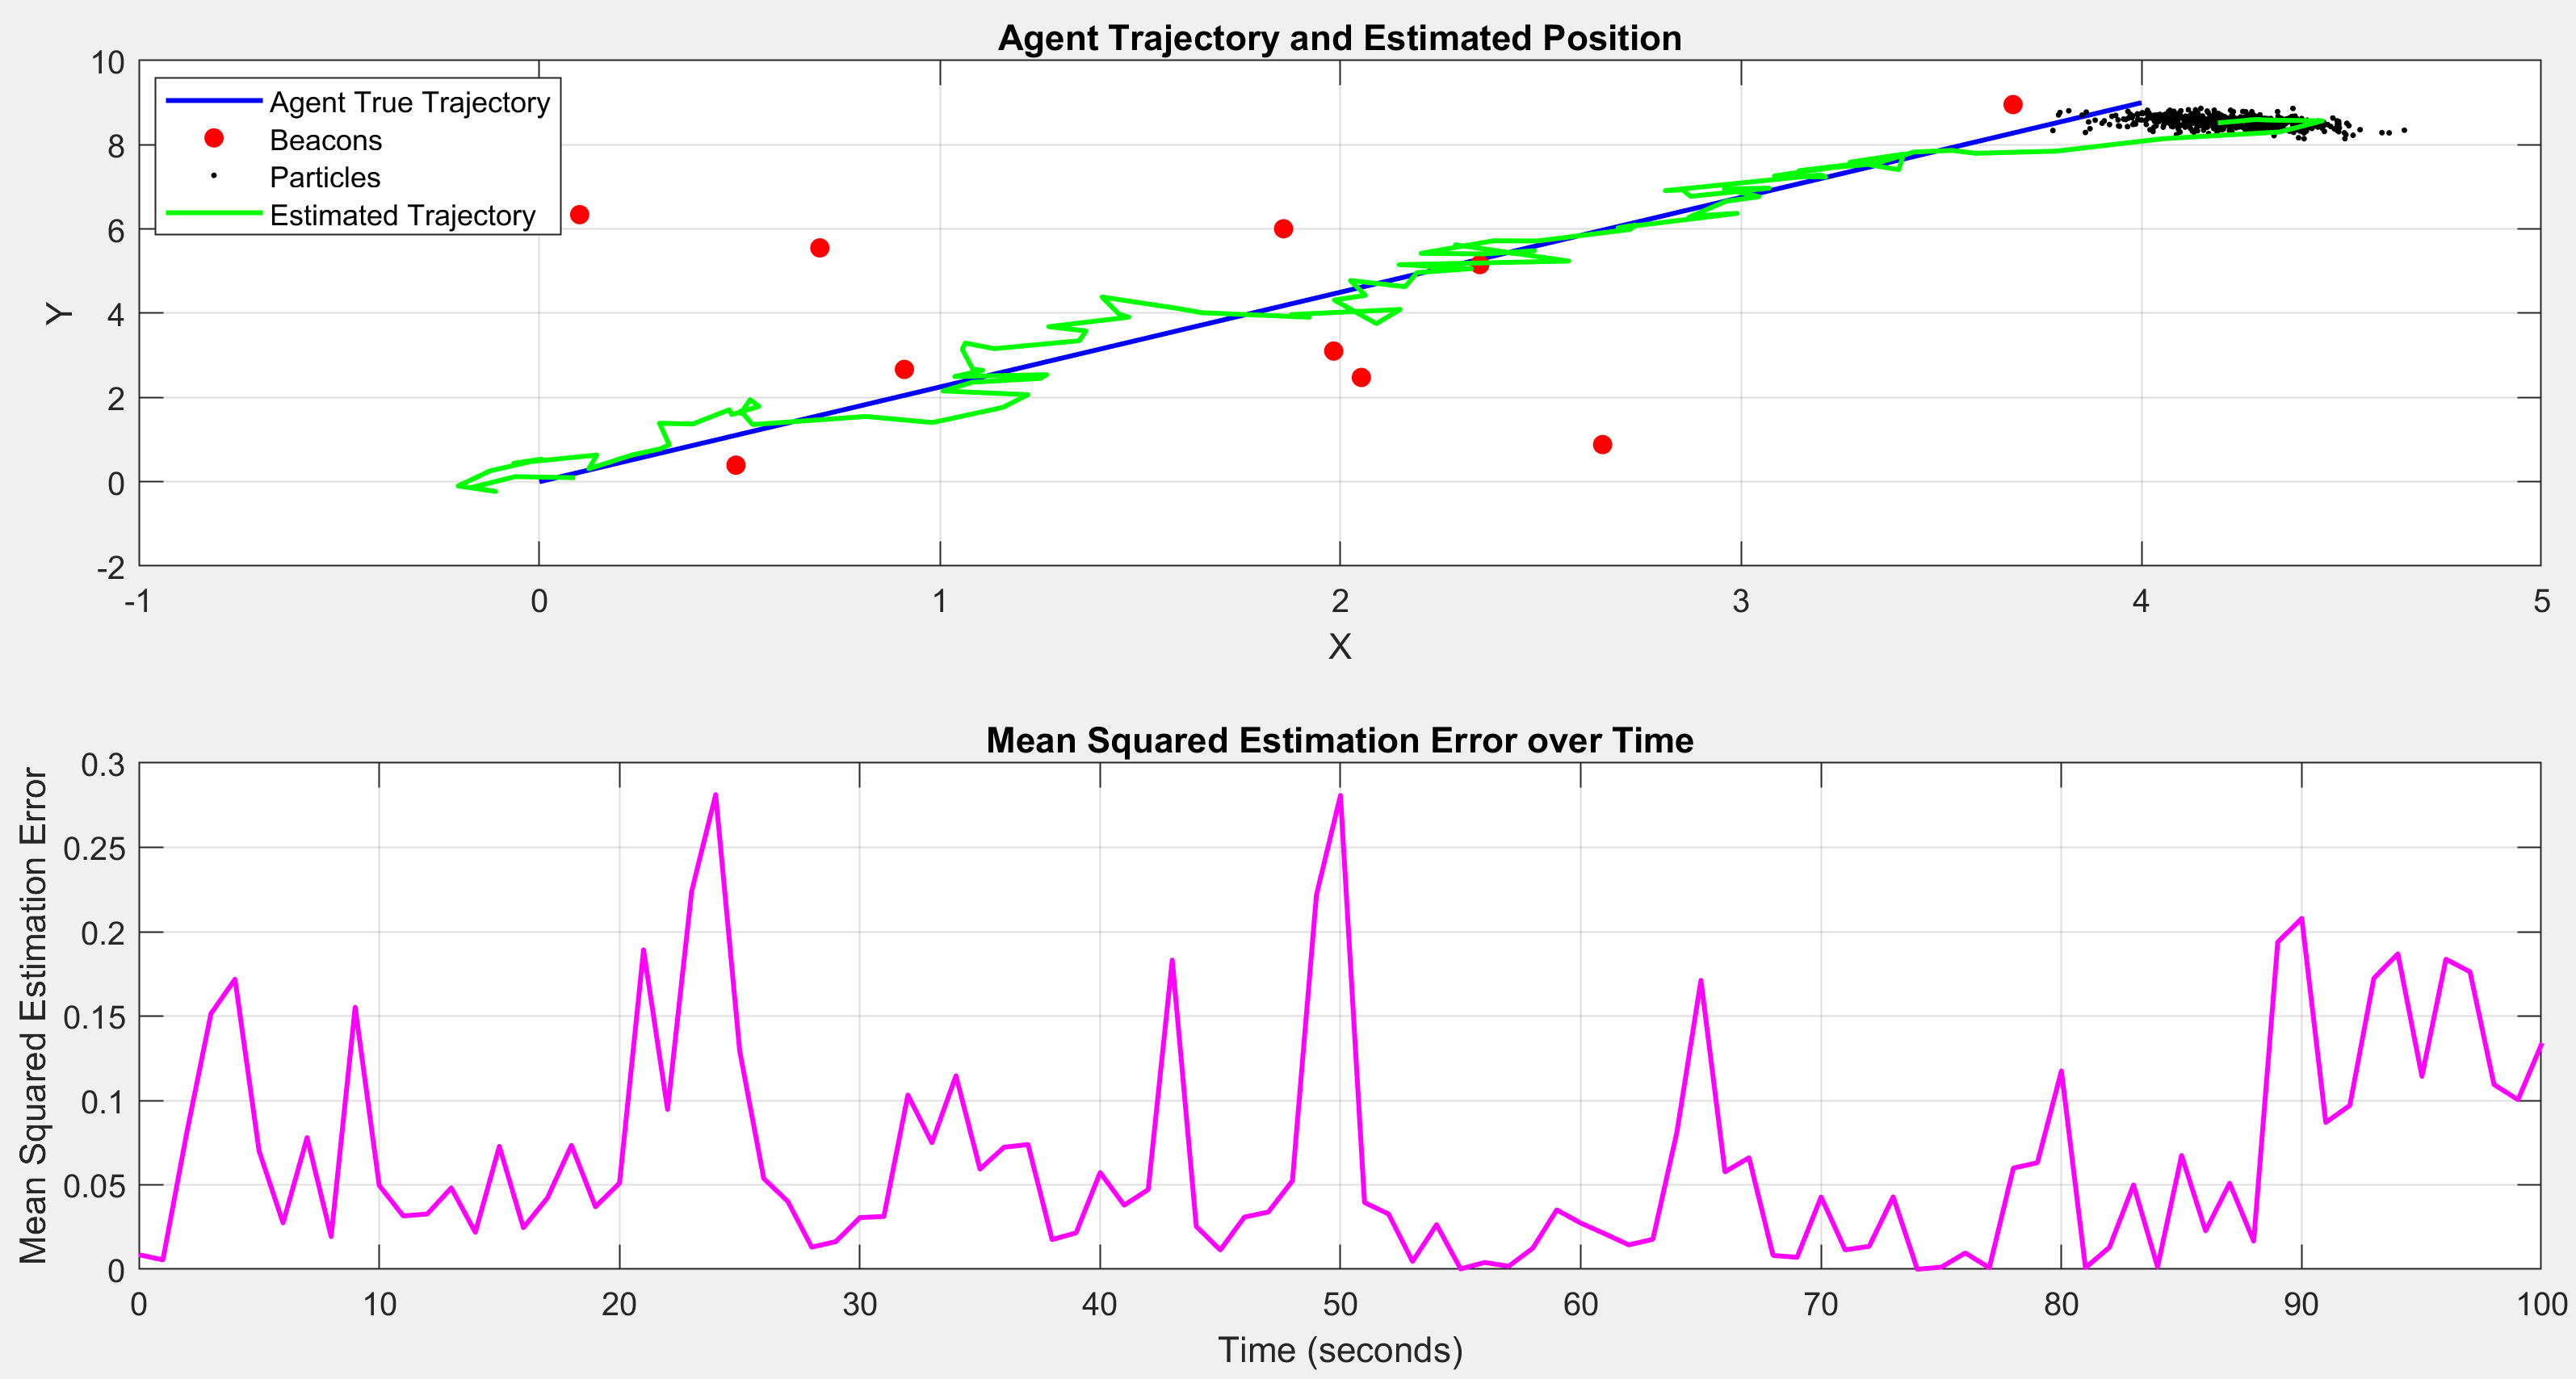 Agent Trajectory and Estimated Position
10
8
6
4
2
0
-2
Y
Agent True Trajectory
Beacons
Particles
Estimated Trajectory
-1 0 1 2 3 4 5
X
Mean Squared Estimation Error over Time
0.3
0.25
0.2
0.15
0.1
0.05
0
Mean Squared Estimation Error
0 10 20 30 40 50 60 70 80 90 100
Time (seconds)